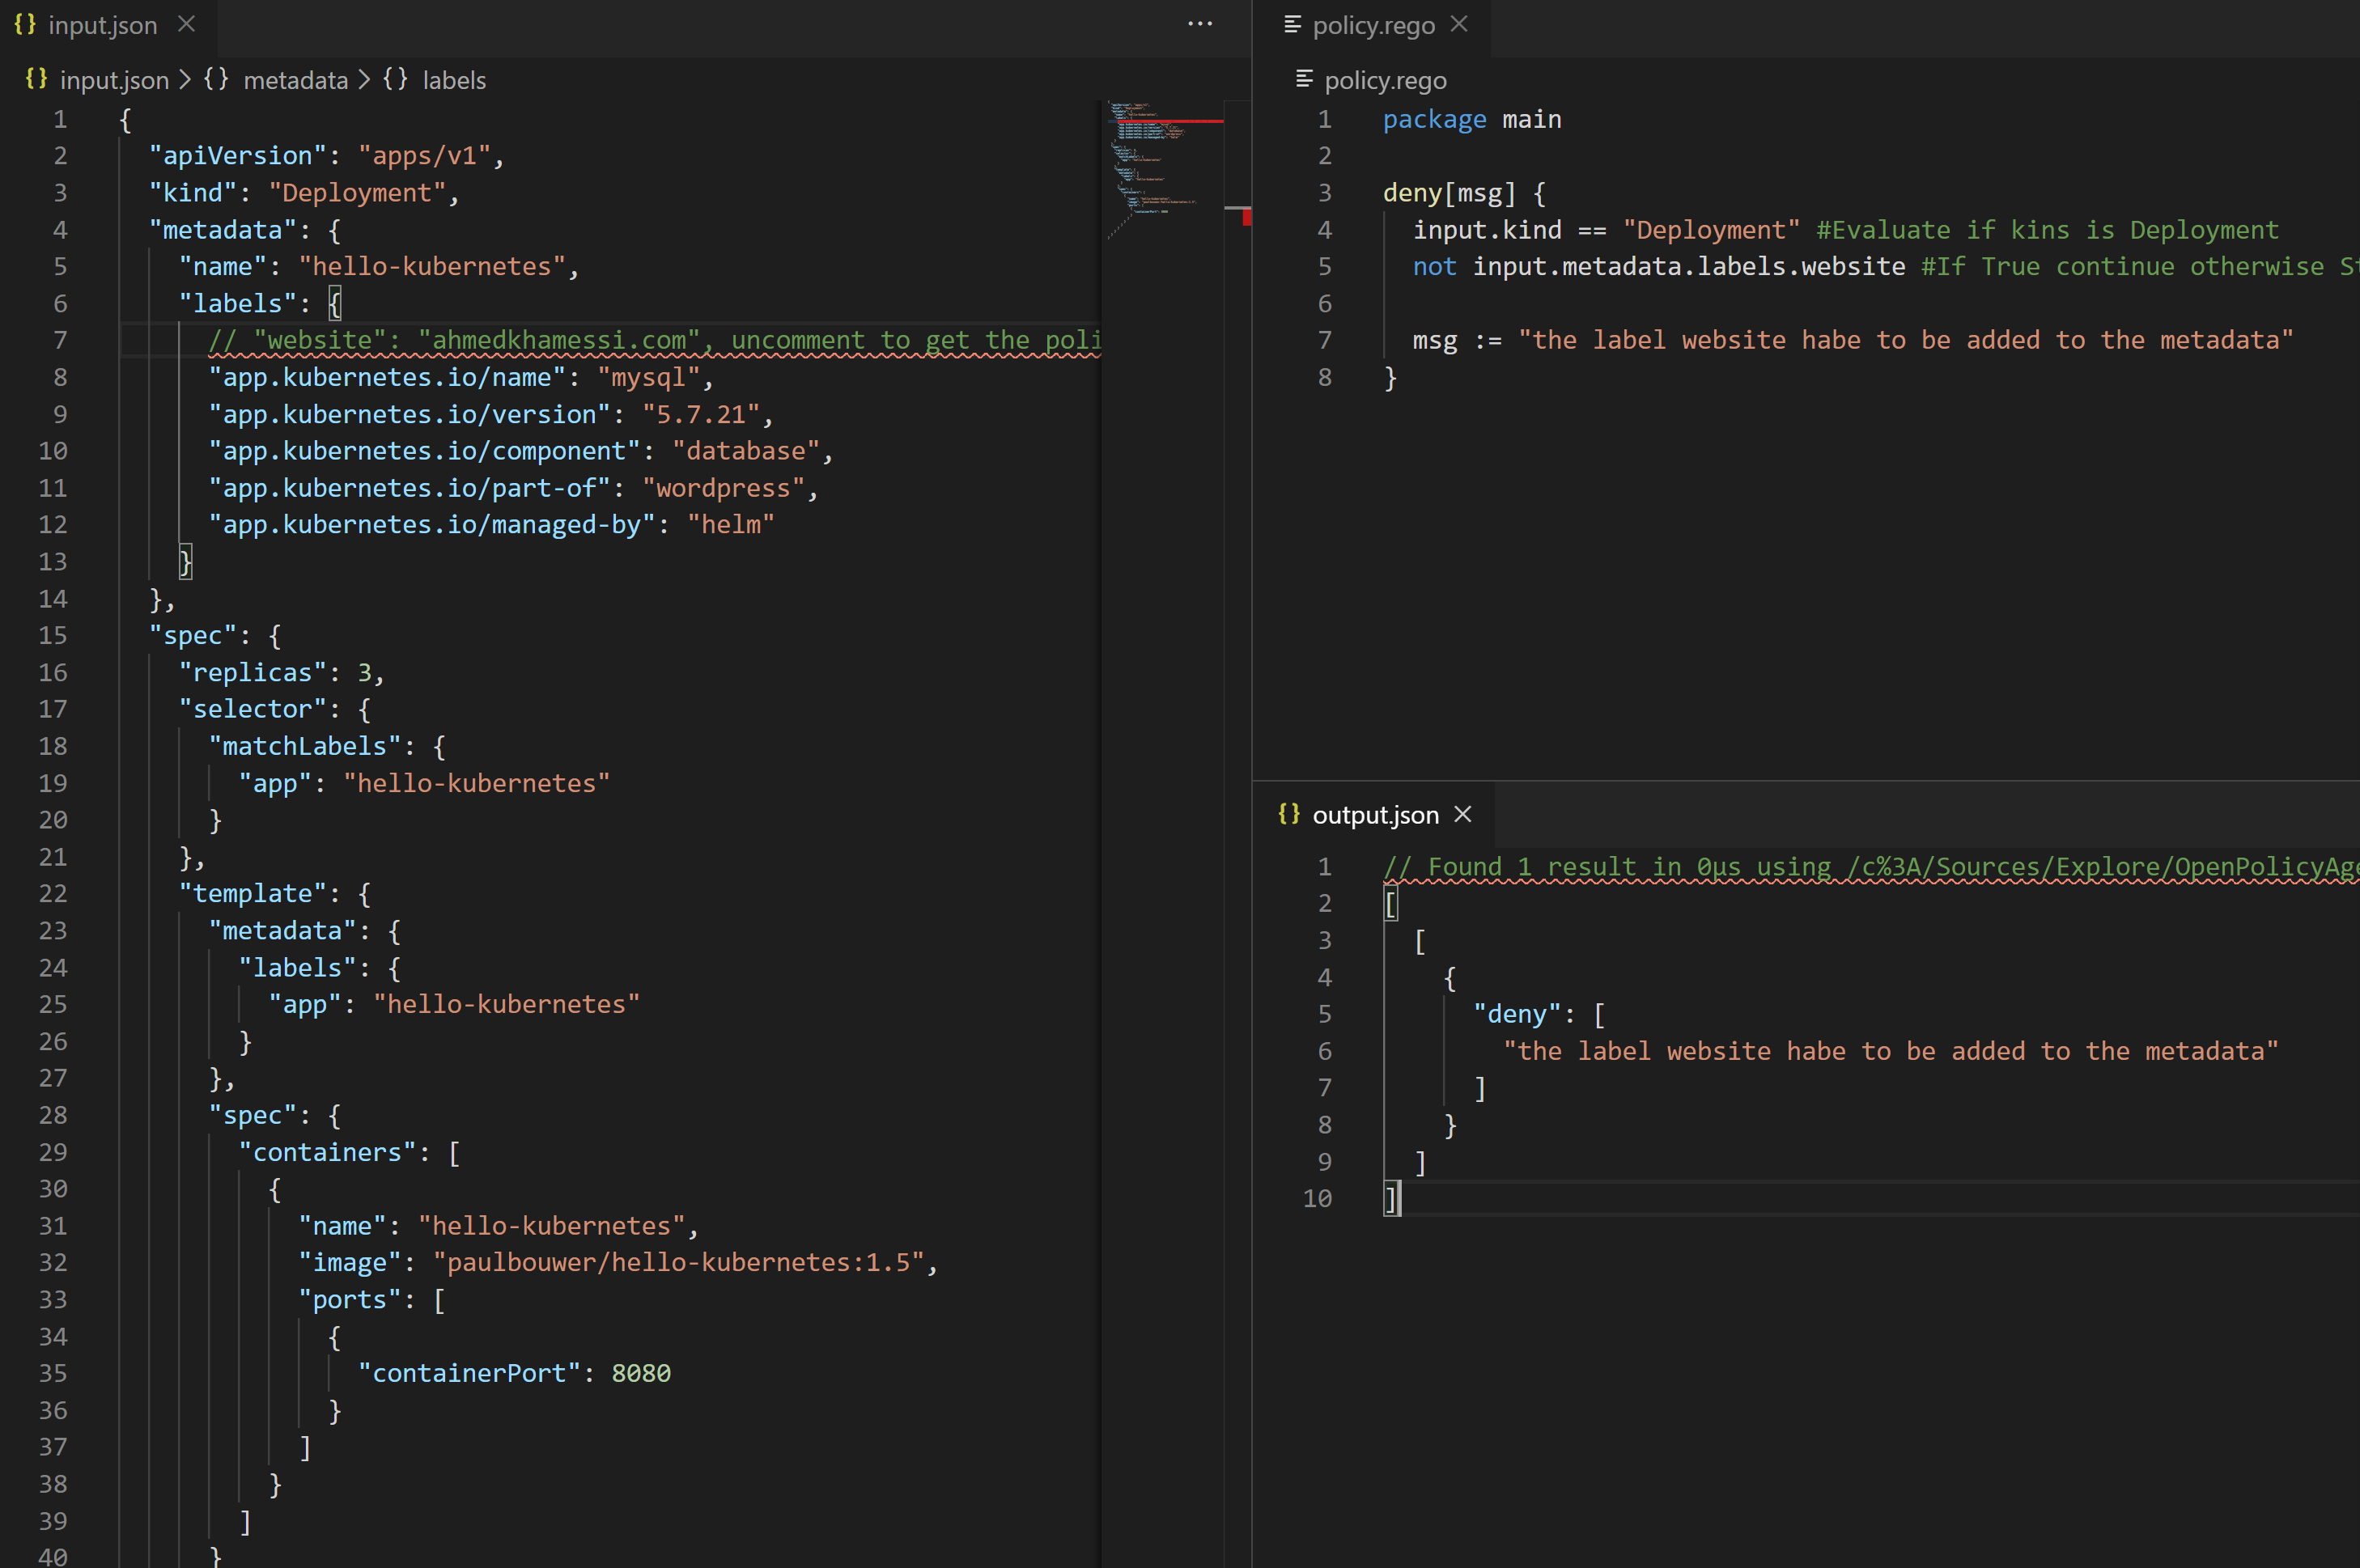 input.json
input.json > metadata > labels
1 {
2 "apiVersion": "apps/v1",
3 "kind": "Deployment",
4 "metadata": {
5 "name": "hello-kubernetes",
6 "labels": {
7 // "website": "ahmedkhamessi.com", uncomment to get the poli
8 "app.kubernetes.io/name": "mysql",
9 "app.kubernetes.io/version": "5.7.21",
10 "app.kubernetes.io/component": "database",
11 "app.kubernetes.io/part-of": "wordpress",
12 "app.kubernetes.io/managed-by": "helm"
13 }
14 },
15 "spec": {
16 "replicas": 3,
17 "selector": {
18 "matchLabels": {
19 "app": "hello-kubernetes"
20 }
21 },
22 "template": {
23 "metadata": {
24 "labels": {
25 "app": "hello-kubernetes"
26 }
27 },
28 "spec": {
29 "containers": [
30 {
31 "name": "hello-kubernetes",
32 "image": "paulbouwer/hello-kubernetes:1.5",
33 "ports": [
34 {
35 "containerPort": 8080
36 }
37 ]
38 }
39 ]
40 }
policy.rego
policy.rego
1 package main
2
3 deny[msg] {
4 input.kind == "Deployment" #Evaluate if kins is Deployment
5 not input.metadata.labels.website #If True continue otherwise St
6
7 msg := "the label website habe to be added to the metadata"
8 }
output.json
1 // Found 1 result in 0µs using /c%3A/Sources/Explore/OpenPolicyAge
2 [
3 [
4 {
5 "deny": [
6 "the label website habe to be added to the metadata"
7 ]
8 }
9 ]
10 ]